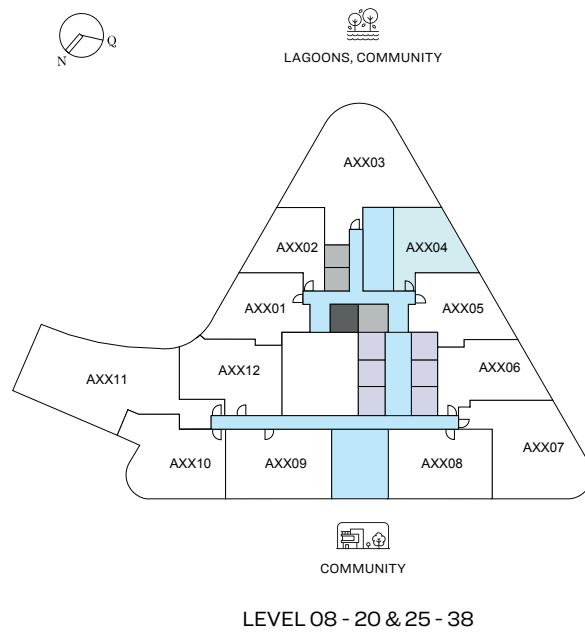 Q
N
LAGOONS, COMMUNITY
AXX03
AXX02
AXX04
AXX01
AXX05
AXX11
AXX12
AXX06
AXX10
AXX09
AXX08
AXX07
COMMUNITY
LEVEL 08 - 20 & 25 - 38